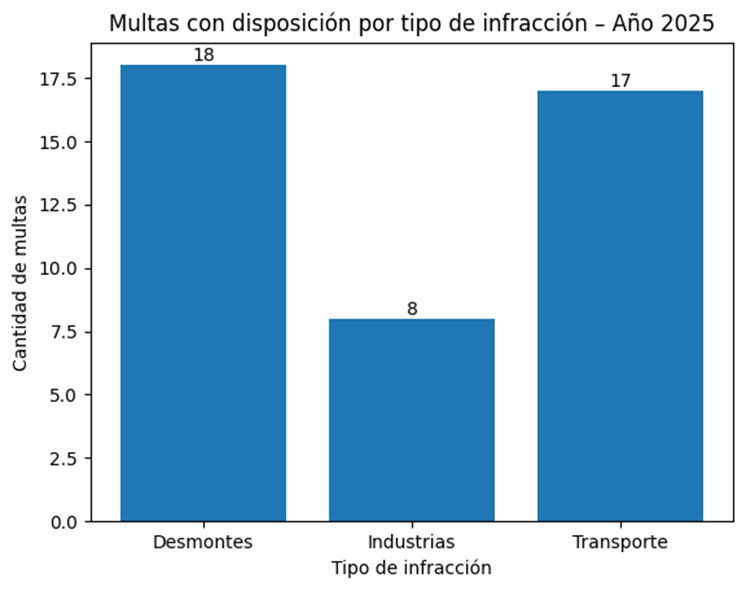 Multas con disposición por tipo de infracción – Año 2025
18
17
8
17.5
15.0
12.5
10.0
7.5
5.0
2.5
0.0
Cantidad de multas
Desmontes Industrias Transporte
Tipo de infracción